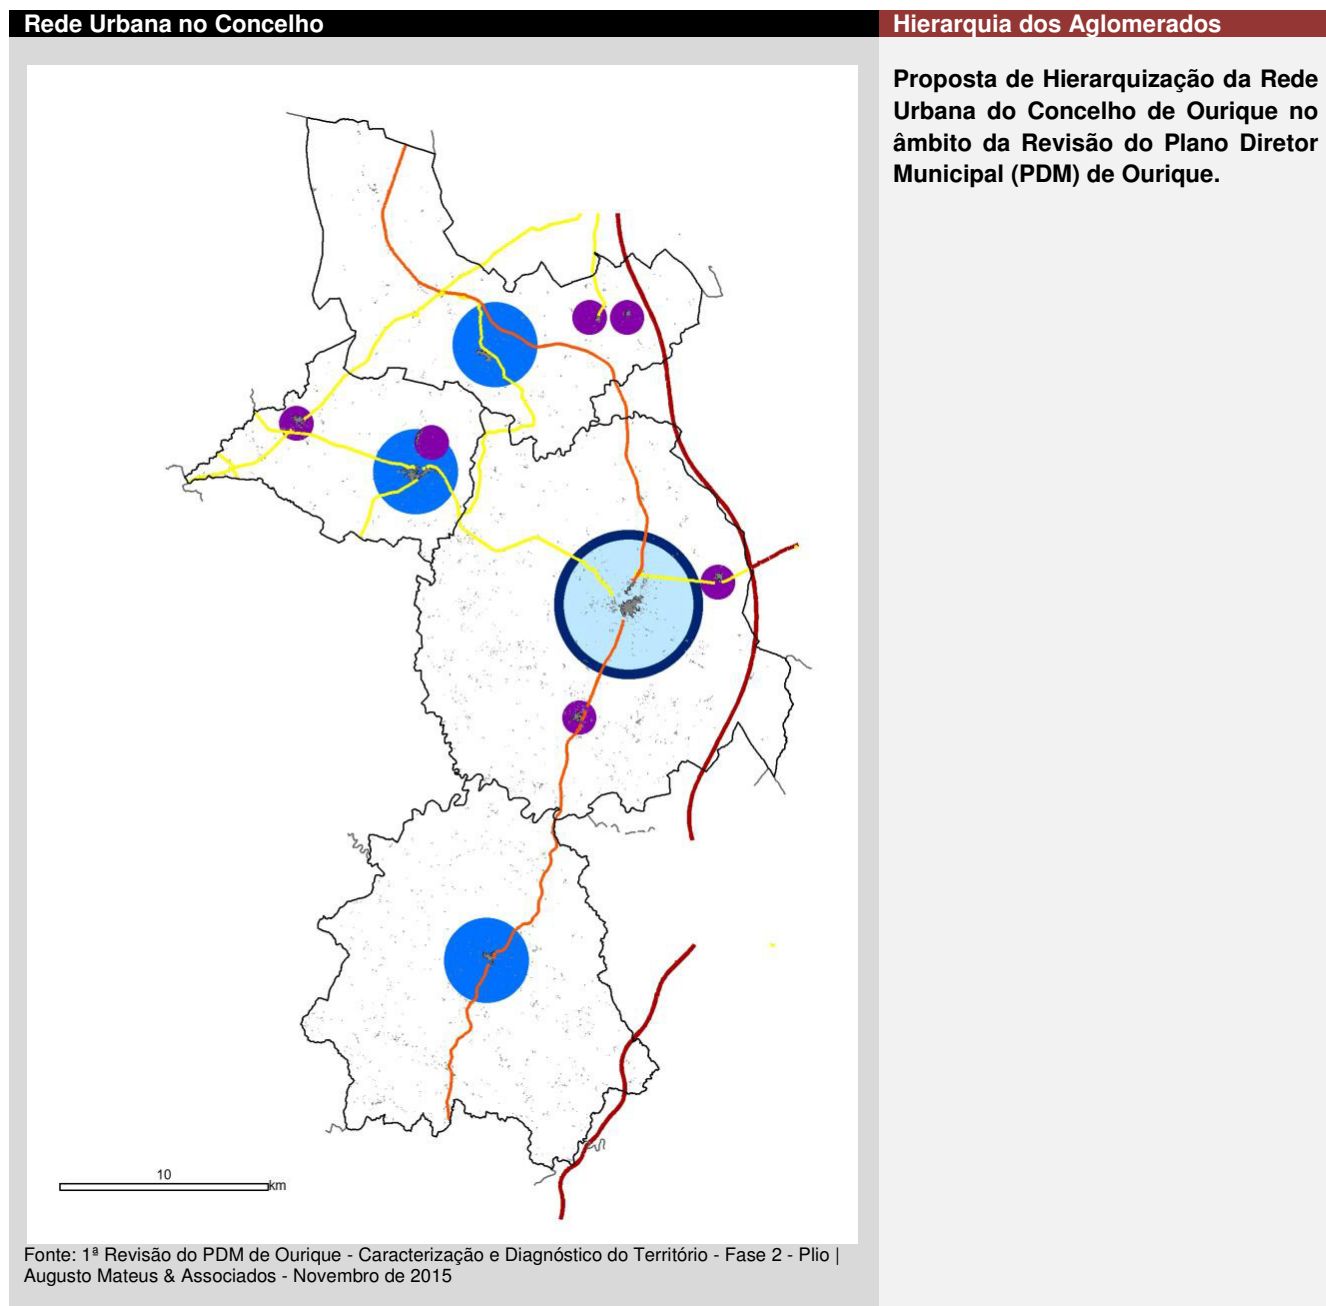 Rede Urbana no Concelho
Hierarquia dos Aglomerados
Proposta de Hierarquização da Rede
Urbana do Concelho de Ourique no
âmbito da Revisão do Plano Diretor
Municipal (PDM) de Ourique.
10
km
Fonte: 1ª Revisão do PDM de Ourique - Caracterização e Diagnóstico do Território - Fase 2 - Plio |
Augusto Mateus & Associados - Novembro de 2015